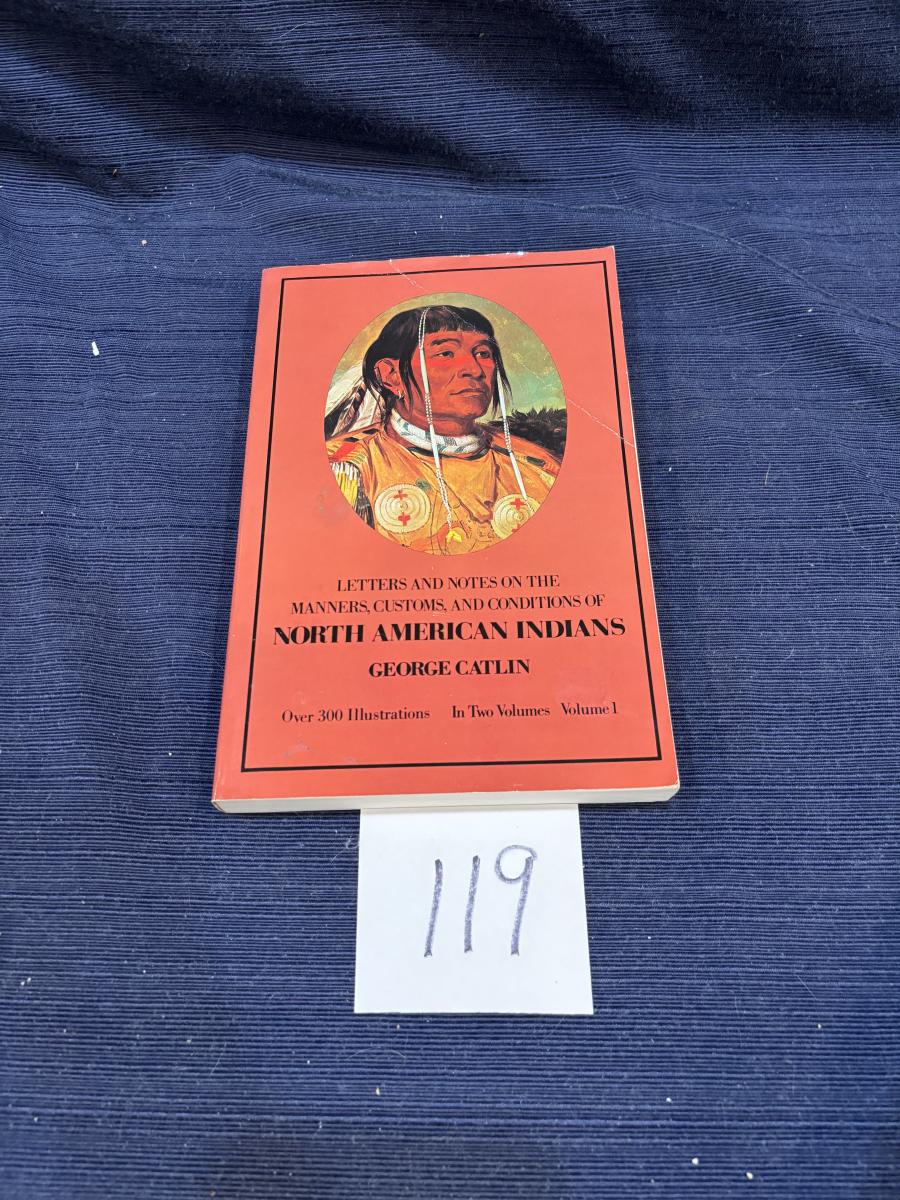 LETTERS AND NOTES ON THE
MANNERS, CUSTOMS, AND CONDITIONS OF
NORTH AMERICAN INDIANS
GEORGE CATLIN
Over 300 Illustrations In Two Volumes Volume 1
119